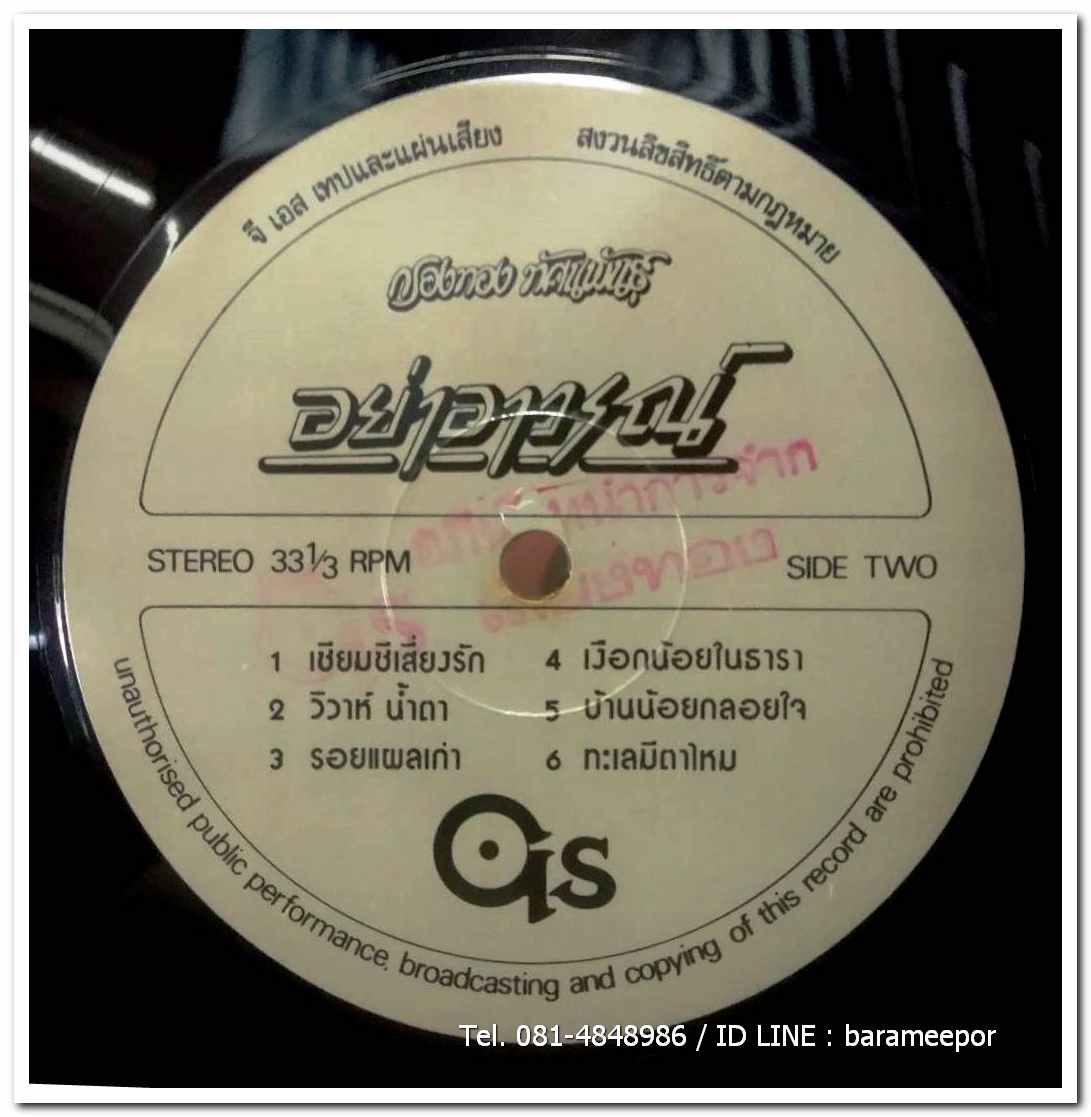 จี เอส เทปและแผ่นเสียง
สงวนลิขสิทธิ์ตามกฎหมาย
กรองทอง ทัศนพันธ์ุ
อย่าอาวรณ์
STEREO 33⅓ RPM
SIDE TWO
1 เชียมซีเสี่ยงรัก
2 วิวาห์ น้ำตา
3 รอยแผลเก่า
4 เงือกน้อยในธารา
5 บ้านน้อยกลอยใจ
6 ทะเลมีตาไหม
GS
unauthorised public performance, broadcasting and copying of this record are prohibited
Tel. 081-4848986 / ID LINE : barameepor